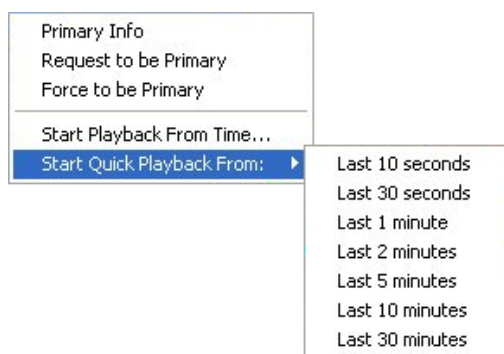 Primary Info
Request to be Primary
Force to be Primary
Start Playback From Time...
Start Quick Playback From:
Last 10 seconds
Last 30 seconds
Last 1 minute
Last 2 minutes
Last 5 minutes
Last 10 minutes
Last 30 minutes